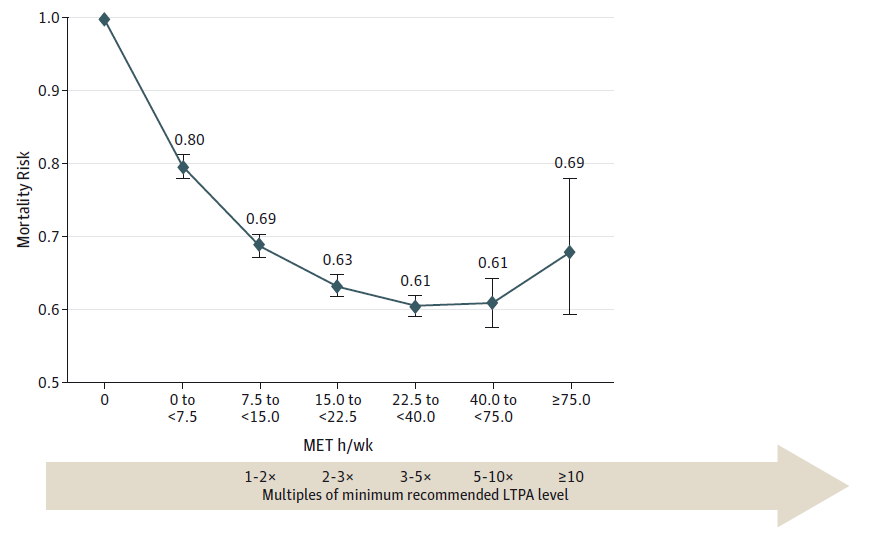 1.0
0.9
0.8
0.7
0.6
0.5
Mortality Risk
0.80
0.69
0.63
0.61
0.61
0.69
0 0 to 7.5 to 15.0 to 22.5 to 40.0 to ≥75.0
<7.5 <15.0 <22.5 <40.0 <75.0
MET h/wk
1-2× 2-3× 3-5× 5-10× ≥10
Multiples of minimum recommended LTPA level